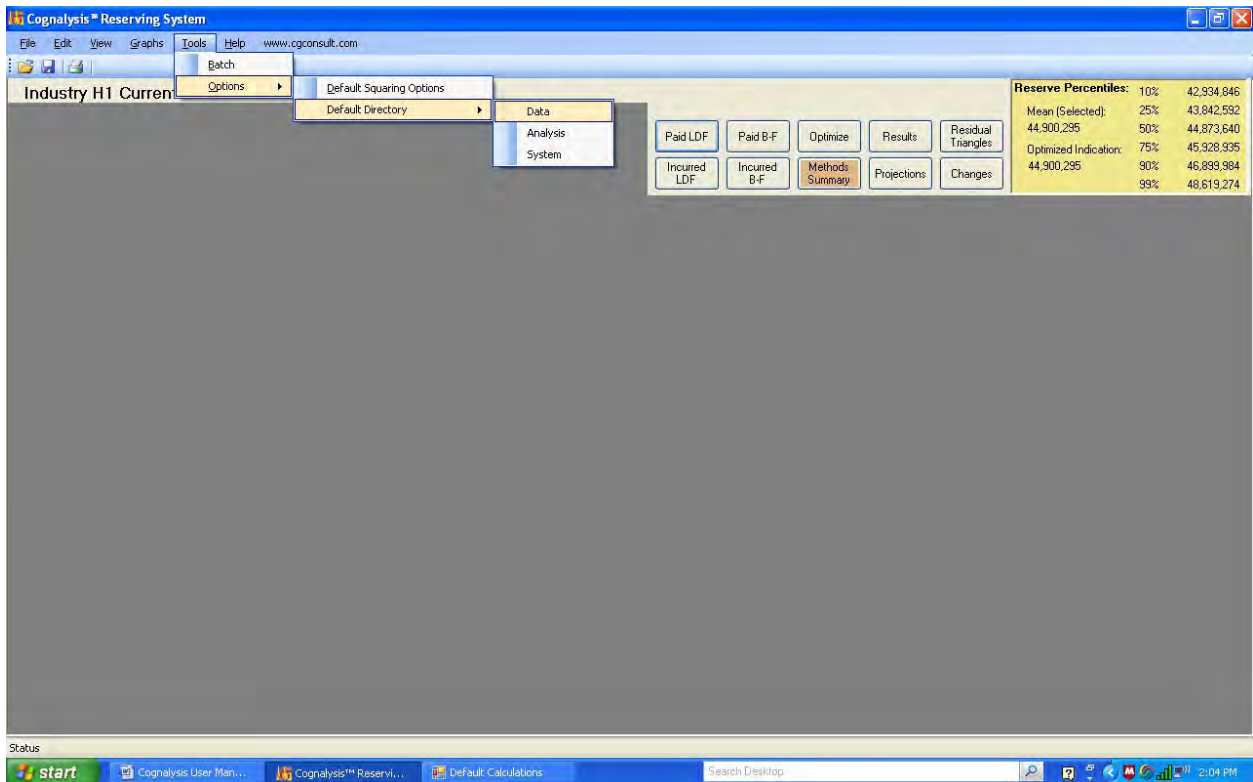 Cognalysis™ Reserving System
File Edit View Graphs Tools Help www.cgconsult.com
Batch
Options
Default Squaring Options
Default Directory
Data
Analysis
System
Industry H1 Curren
Paid LDF Paid B-F Optimize Results Residual Triangles
Incurred LDF Incurred B-F Methods Summary Projections Changes
Reserve Percentiles: 10% 42,934,846
Mean (Selected): 25% 43,842,592
44,900,295 50% 44,873,640
Optimized Indication: 75% 45,928,935
44,900,295 90% 46,899,984
99% 48,619,274
Status
start Cognalysis User Man... Cognalysis™ Reservi... Default Calculations Search Desktop 2:04 PM